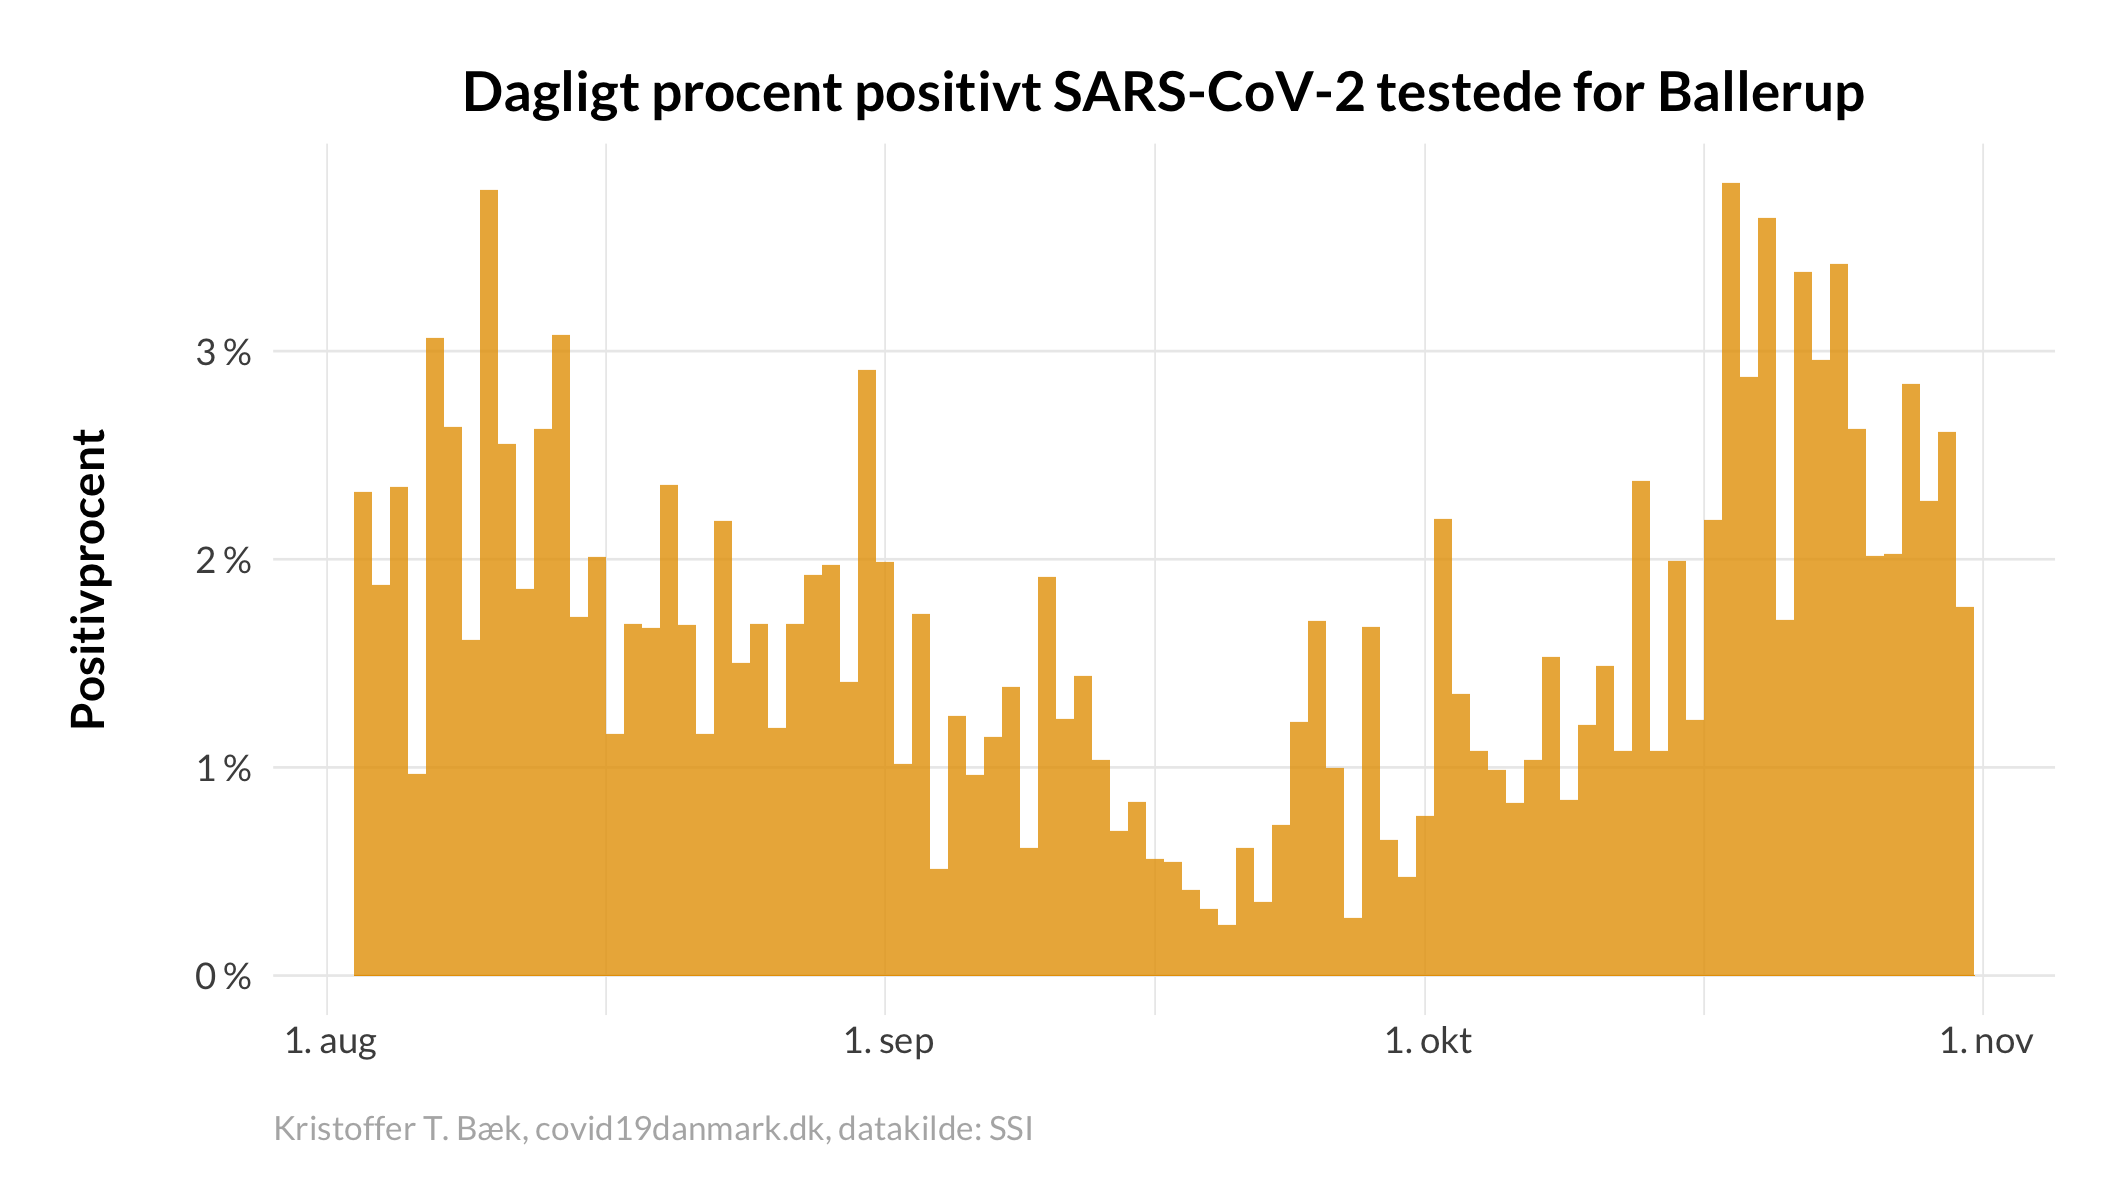 Dagligt procent positivt SARS-CoV-2 testede for Ballerup
Positivprocent
3 %
2 %
1 %
0 %
1. aug
1. sep
1. okt
1. nov
Kristoffer T. Bæk, covid19danmark.dk, datakilde: SSI